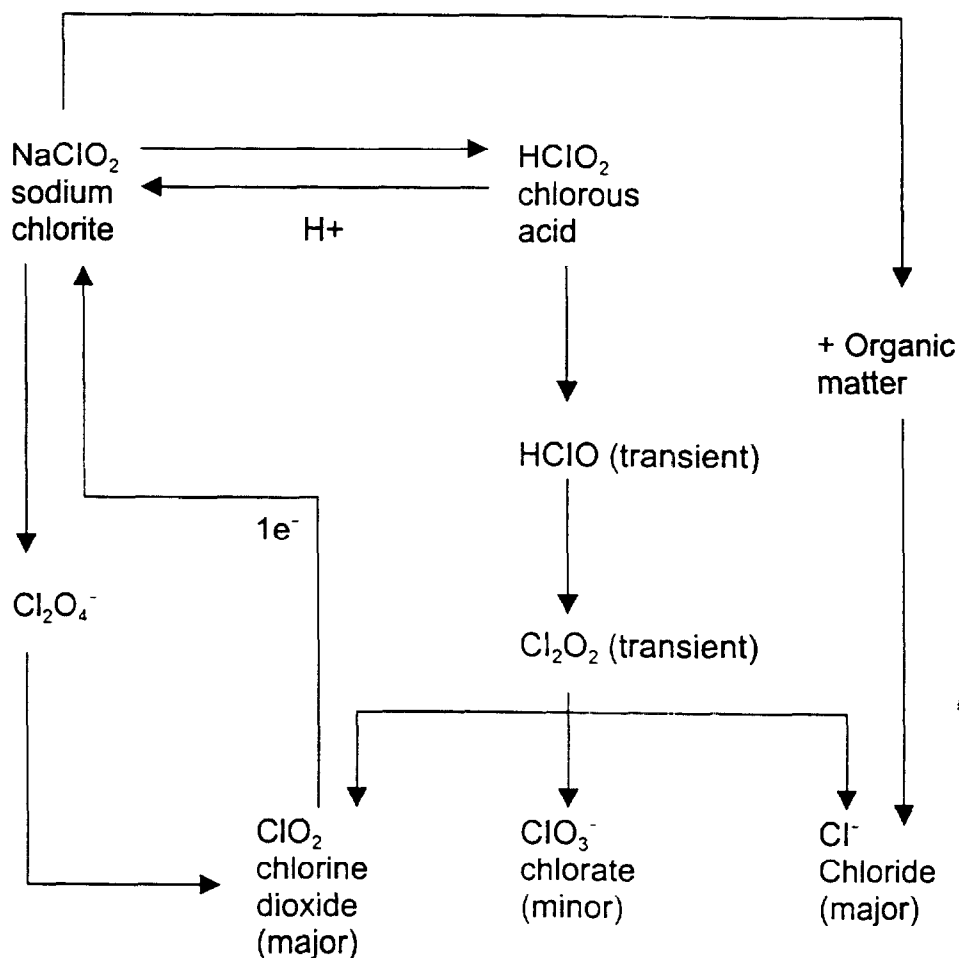 NaClO₂
sodium
chlorite
H+
HClO₂
chlorous
acid
+ Organic
matter
HClO (transient)
1e⁻
Cl₂O₄⁻
Cl₂O₂ (transient)
ClO₂
chlorine
dioxide
(major)
ClO₃⁻
chlorate
(minor)
Cl⁻
Chloride
(major)